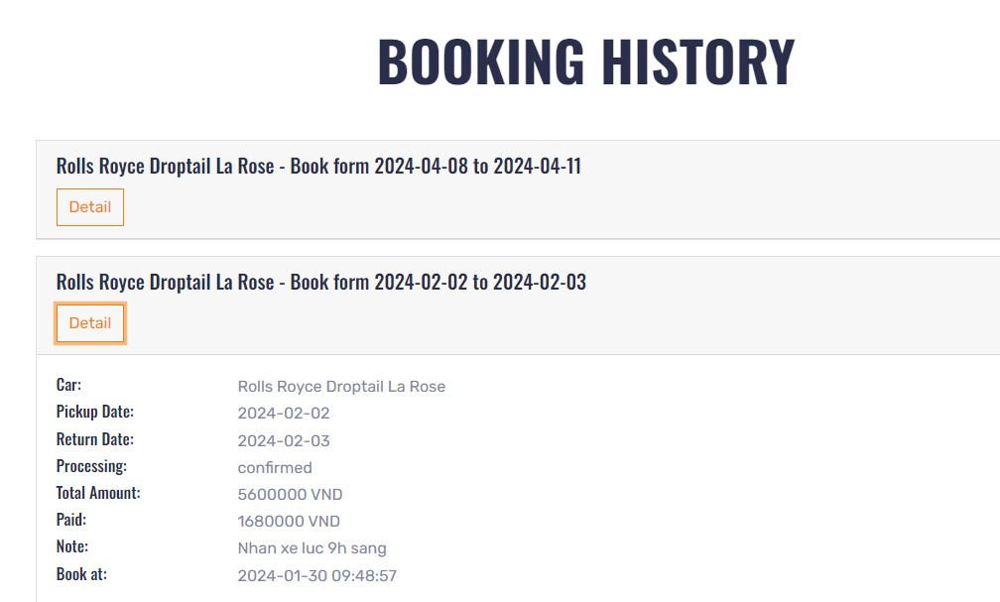 BOOKING HISTORY
Rolls Royce Droptail La Rose - Book form 2024-04-08 to 2024-04-11
Detail
Rolls Royce Droptail La Rose - Book form 2024-02-02 to 2024-02-03
Detail
Car: Rolls Royce Droptail La Rose
Pickup Date: 2024-02-02
Return Date: 2024-02-03
Processing: confirmed
Total Amount: 5600000 VND
Paid: 1680000 VND
Note: Nhan xe luc 9h sang
Book at: 2024-01-30 09:48:57